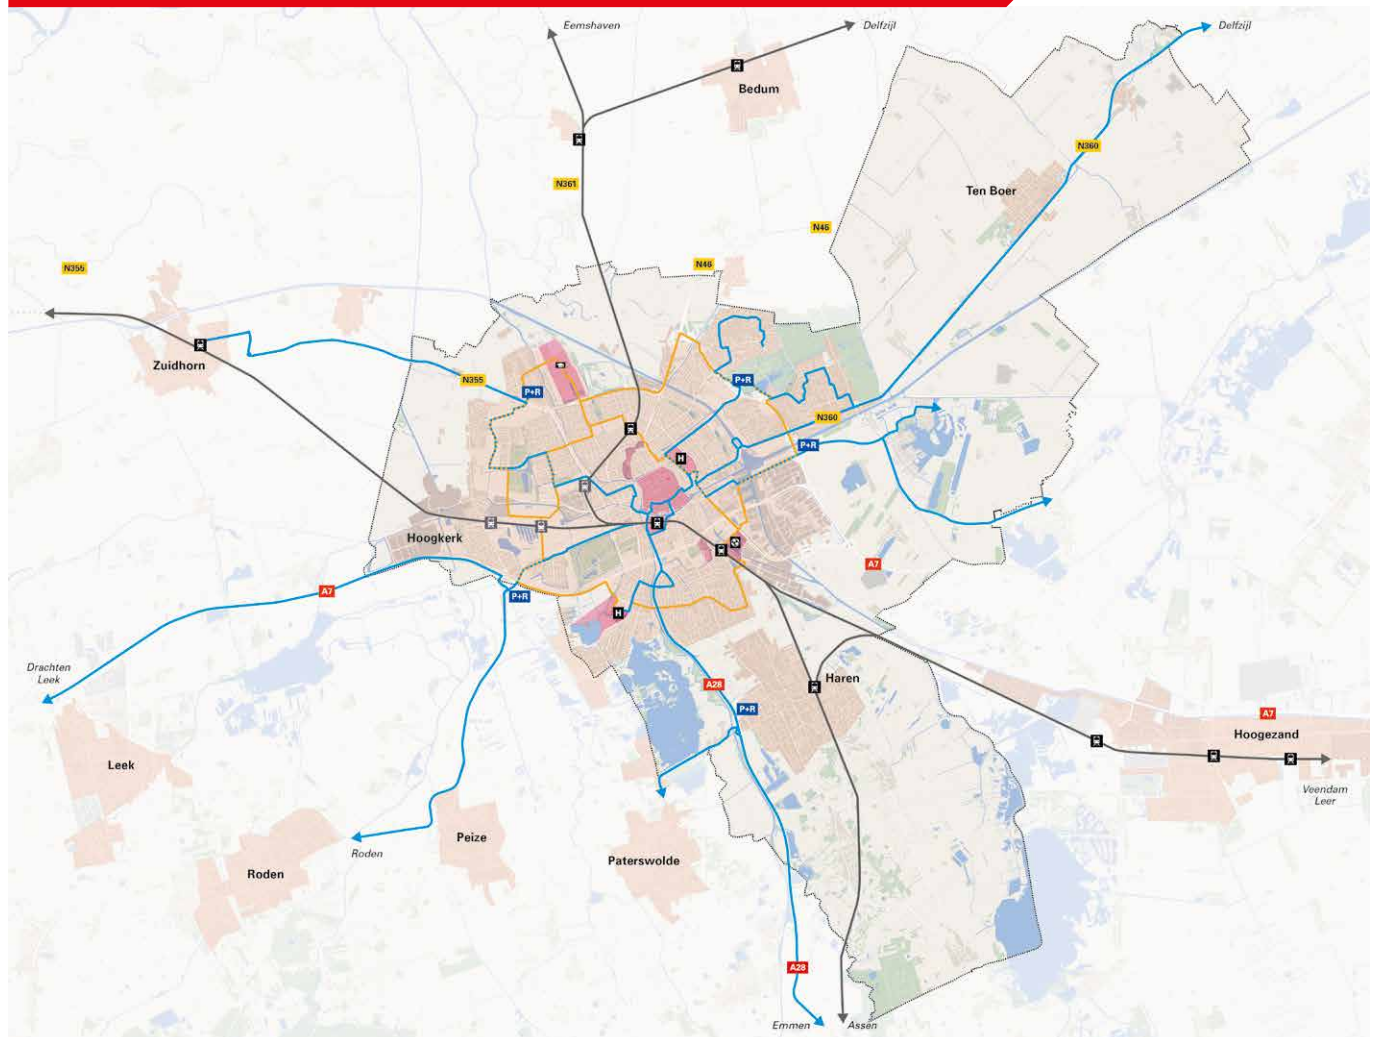 Eemshaven
Delfzijl
Delfzijl
Bedum
N360
N361
Ten Boer
N46
N46
N355
Zuidhorn
N355
P+R
P+R
N360
P+R
H
Hoogkerk
A7
A7
P+R
H
Drachten
Leek
Haren
A28
P+R
A7
Hoogezand
Leek
Veendam
Leer
Peize
Roden
Paterswolde
Roden
A28
Emmen
Assen